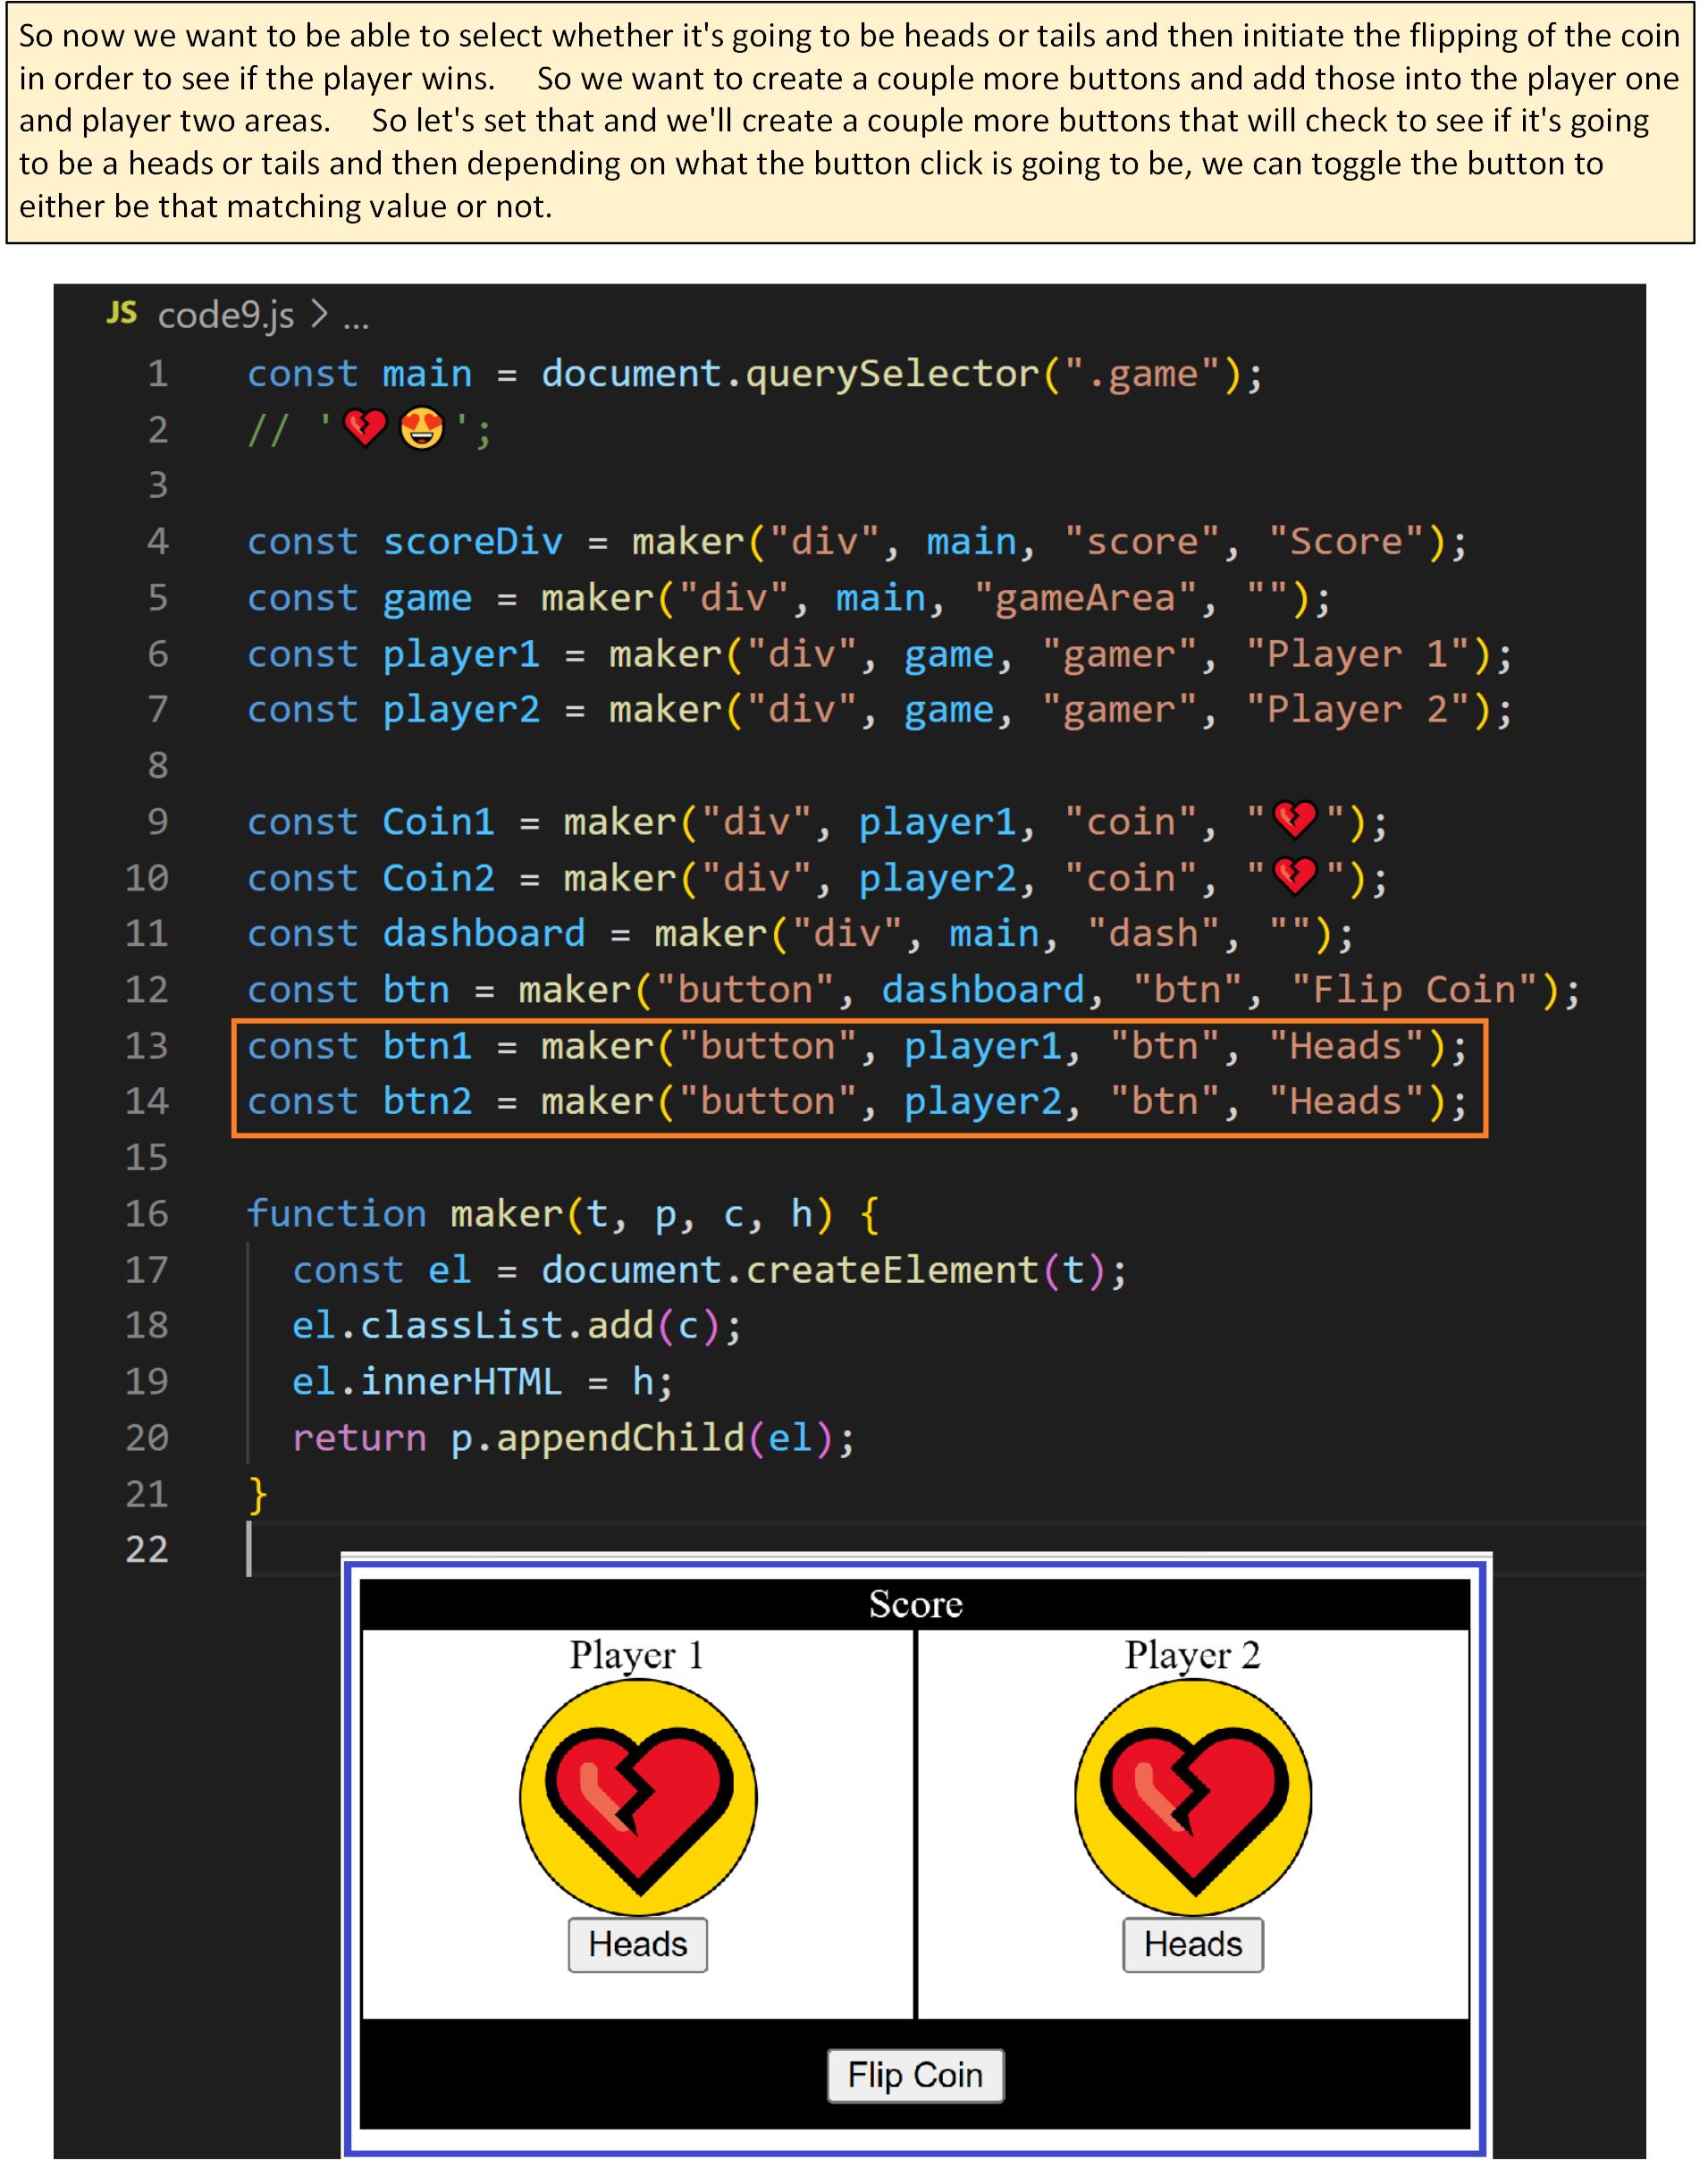 So now we want to be able to select whether it's going to be heads or tails and then initiate the flipping of the coin
in order to see if the player wins.    So we want to create a couple more buttons and add those into the player one
and player two areas.    So let's set that and we'll create a couple more buttons that will check to see if it's going
to be a heads or tails and then depending on what the button click is going to be, we can toggle the button to
either be that matching value or not.
JS code9.js > ...
1 const main = document.querySelector(".game");
2 // '💔😍';
3
4 const scoreDiv = maker("div", main, "score", "Score");
5 const game = maker("div", main, "gameArea", "");
6 const player1 = maker("div", game, "gamer", "Player 1");
7 const player2 = maker("div", game, "gamer", "Player 2");
8
9 const Coin1 = maker("div", player1, "coin", "💔");
10 const Coin2 = maker("div", player2, "coin", "💔");
11 const dashboard = maker("div", main, "dash", "");
12 const btn = maker("button", dashboard, "btn", "Flip Coin");
13 const btn1 = maker("button", player1, "btn", "Heads");
14 const btn2 = maker("button", player2, "btn", "Heads");
15
16 function maker(t, p, c, h) {
17   const el = document.createElement(t);
18   el.classList.add(c);
19   el.innerHTML = h;
20   return p.appendChild(el);
21 }
22
Score
Player 1 Player 2
Heads Heads
Flip Coin